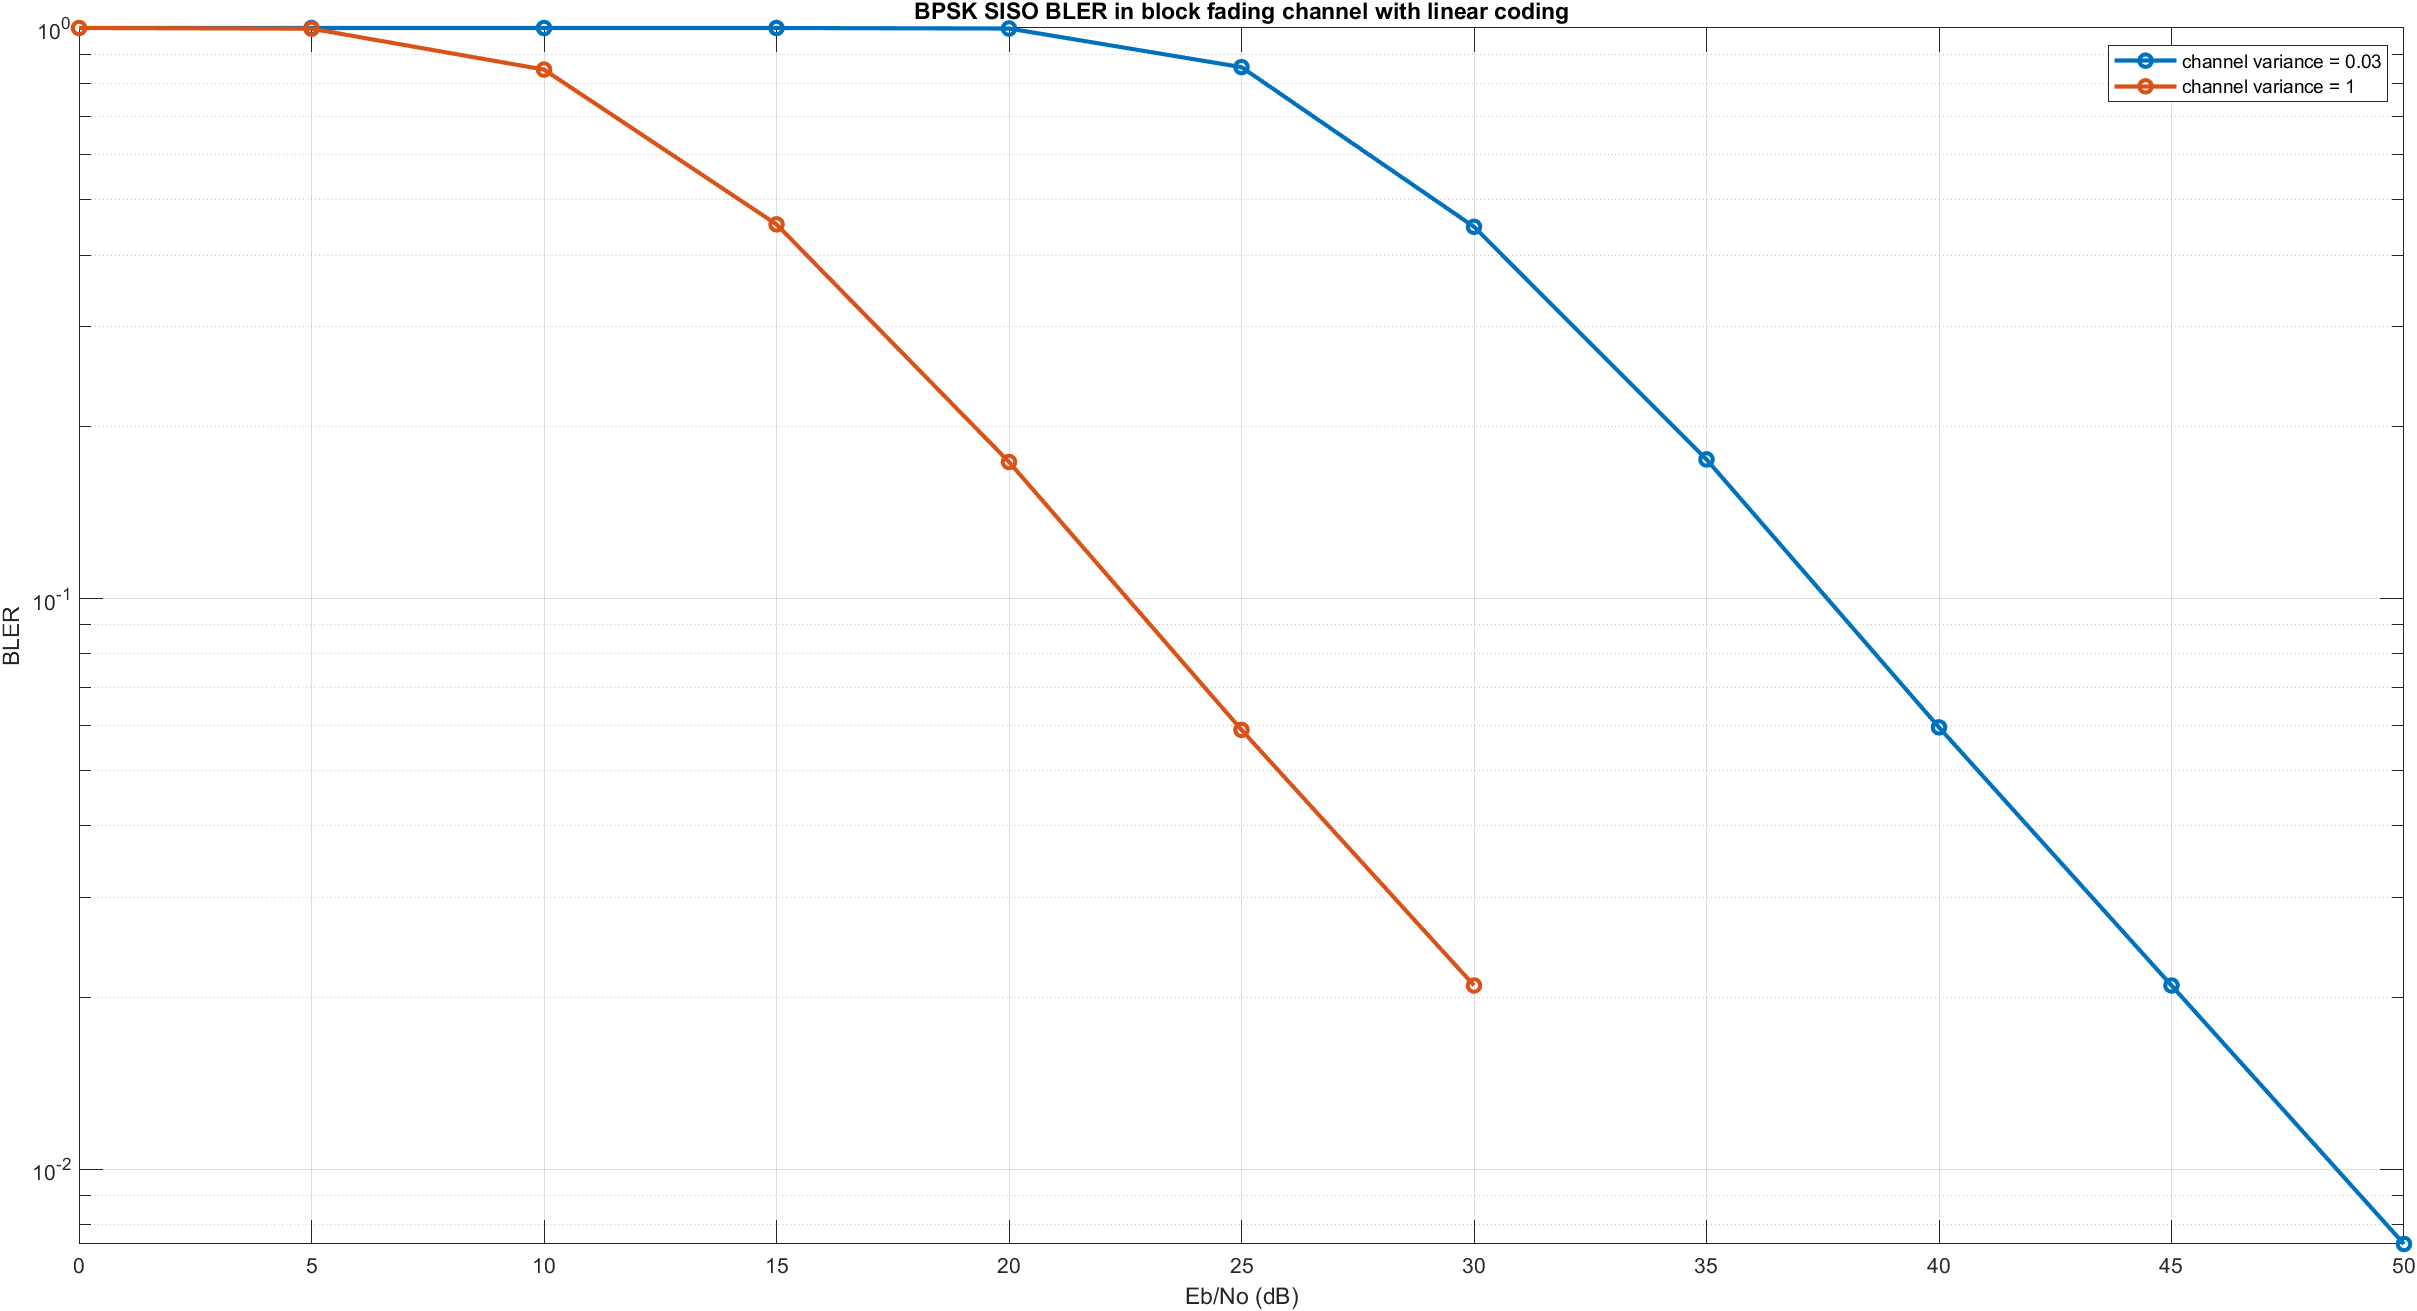 BPSK SISO BLER in block fading channel with linear coding
channel variance = 0.03
channel variance = 1
10^0
10^-1
10^-2
BLER
0 5 10 15 20 25 30 35 40 45 50
Eb/No (dB)